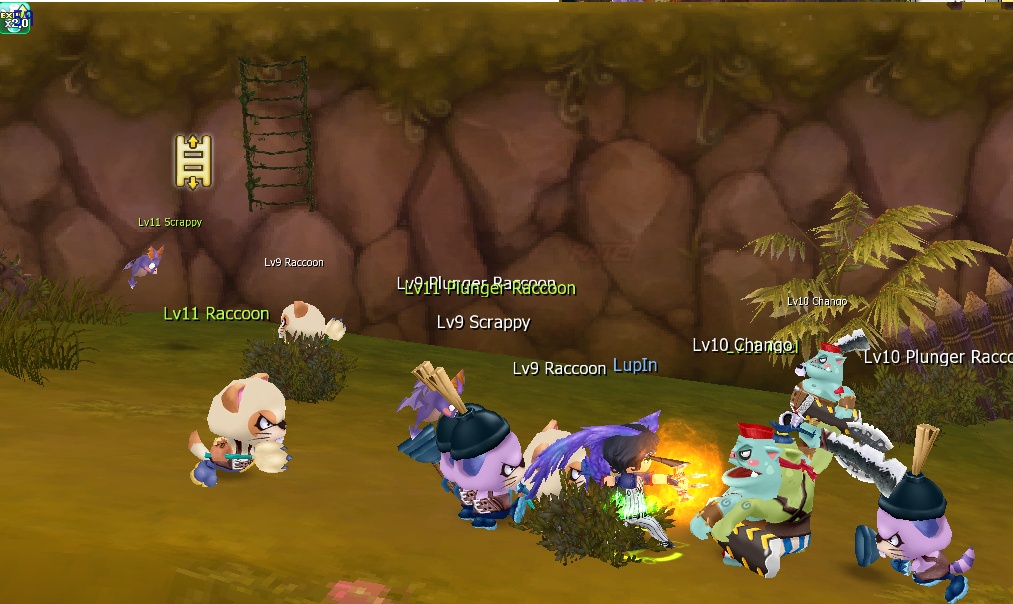 EX
x2.0
Lv11 Scrappy
Lv9 Raccoon
Lv9 Plunger Raccoon
Lv11 Plunger Raccoon
Lv10 Chango
Lv11 Raccoon
Lv9 Scrappy
Lv10 Chango
Lv10 Plunger Racco
Lv9 Raccoon
LupIn